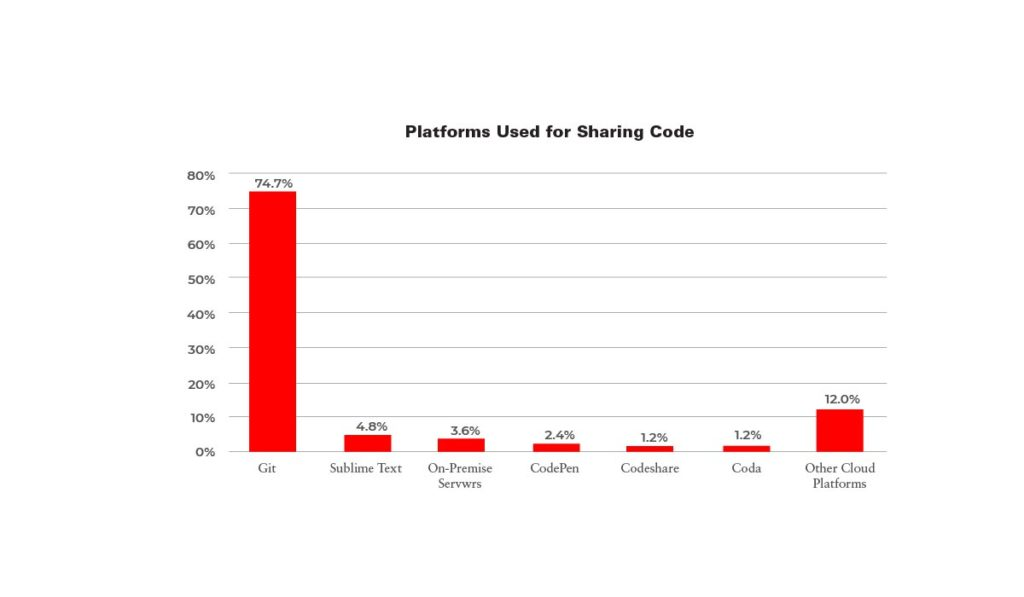 Platforms Used for Sharing Code
80%
74.7%
70%
60%
50%
40%
30%
20%
12.0%
10%
4.8%
3.6%
2.4%
1.2%
1.2%
0%
Git
Sublime Text
On-Premise
Servwrs
CodePen
Codeshare
Coda
Other Cloud
Platforms